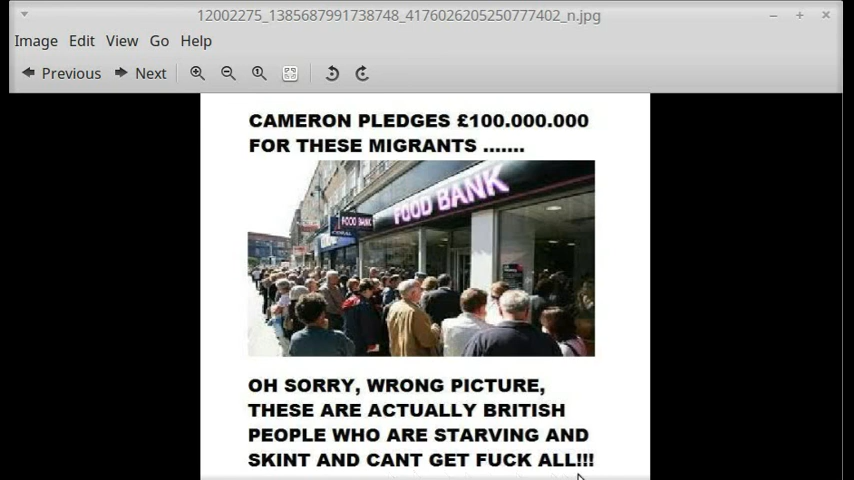 12002275_1385687991738748_4176026205250777402_n.jpg
Image Edit View Go Help
Previous Next
CAMERON PLEDGES £100.000.000
FOR THESE MIGRANTS .......
FOOD BANK
FOOD BANK
OH SORRY, WRONG PICTURE,
THESE ARE ACTUALLY BRITISH
PEOPLE WHO ARE STARVING AND
SKINT AND CANT GET FUCK ALL!!!